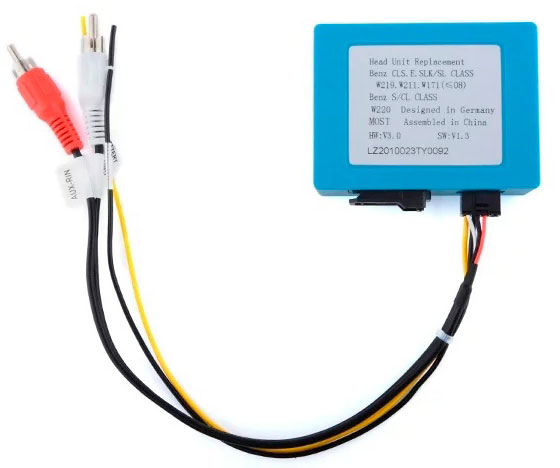 Head Unit Replacement
Benz CLS.E.SLK/SL CLASS
W219.W211.W171(≤08)
Benz S/CL CLASS
W220 Designed in Germany
MOST Assembled in China
HW:V3.0 SW:V1.3
LZ2010023TY0092
AUX-RIN